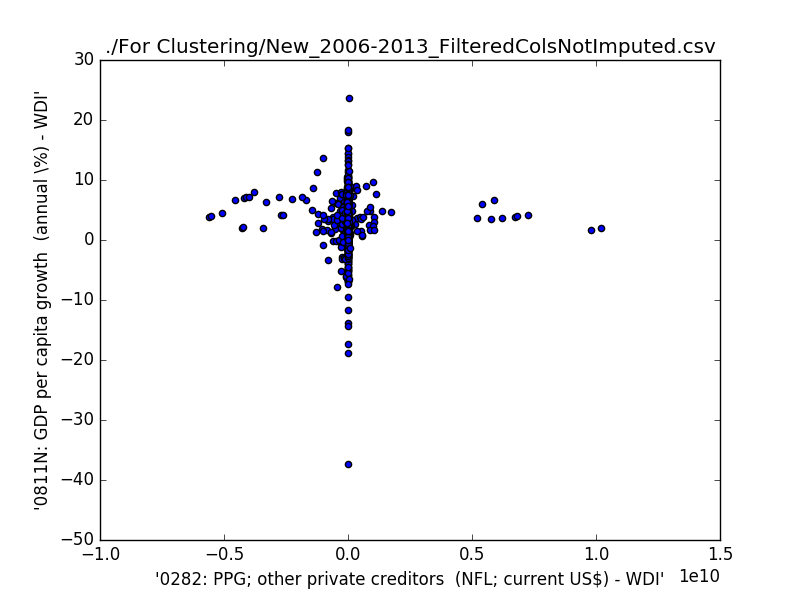 ./For Clustering/New_2006-2013_FilteredColsNotImputed.csv
30
20
10
0
−10
−20
−30
−40
−50
'0811N: GDP per capita growth  (annual \%) - WDI'
−1.0 −0.5 0.0 0.5 1.0 1.5
1e10
'0282: PPG; other private creditors  (NFL; current US$) - WDI'